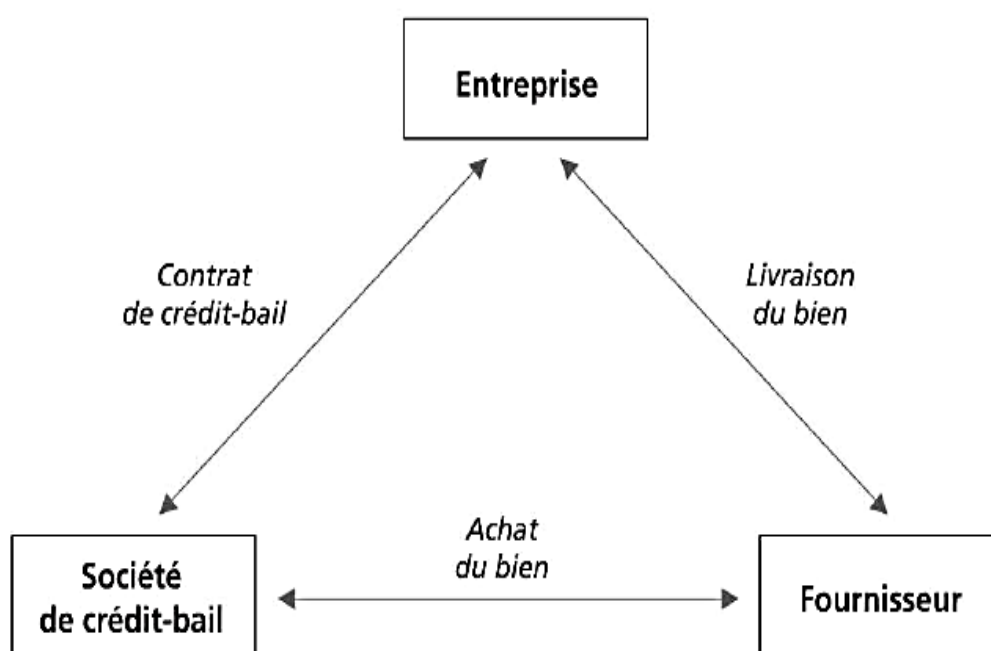 Entreprise
Contrat
de crédit-bail
Livraison
du bien
Achat
du bien
Société
de crédit-bail
Fournisseur